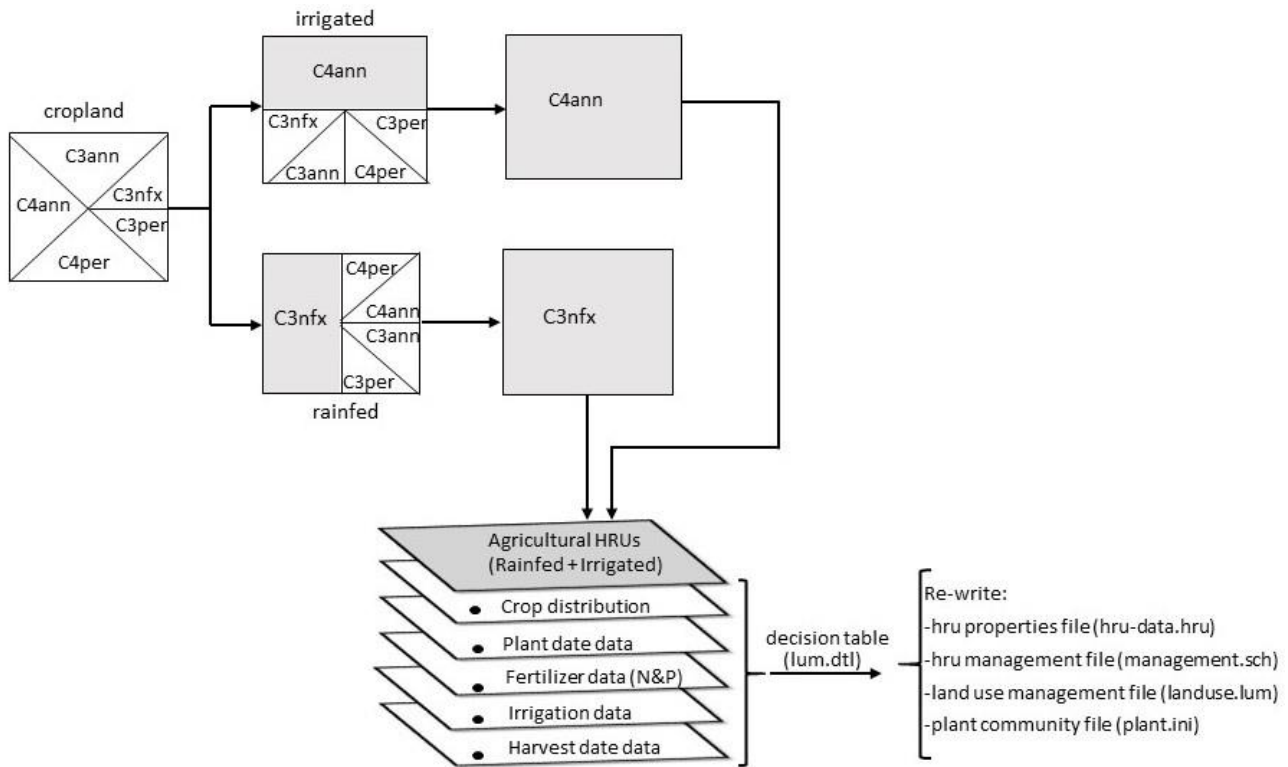 irrigated
C4ann
C3nfx
C3per
C3ann
C4per
C4ann
cropland
C3ann
C4ann
C3nfx
C3per
C4per
C3nfx
C4per
C4ann
C3ann
C3per
rainfed
C3nfx
Agricultural HRUs
(Rainfed + Irrigated)
• Crop distribution
• Plant date data
• Fertilizer data (N&P)
• Irrigation data
• Harvest date data
decision table
(lum.dtl)
Re-write:
-hru properties file (hru-data.hru)
-hru management file (management.sch)
-land use management file (landuse.lum)
-plant community file (plant.ini)